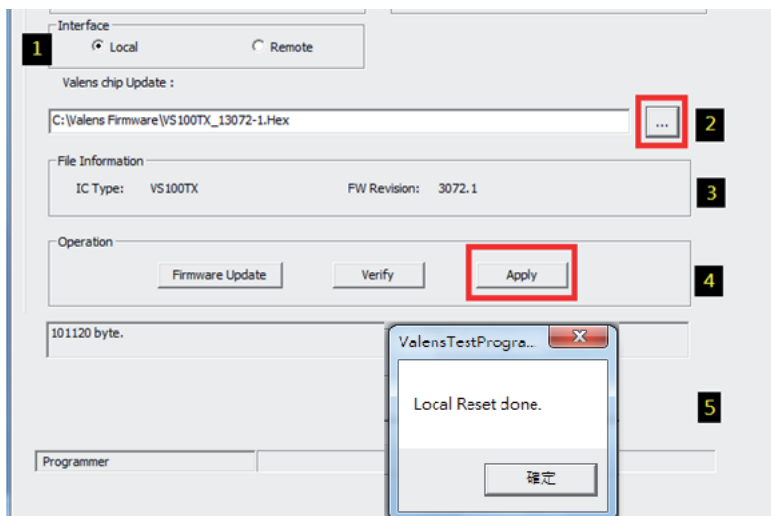 Interface
1
Local
Remote
Valens chip Update :
C:\Valens Firmware\VS100TX_13072-1.Hex
...
2
File Information
IC Type: VS100TX
FW Revision: 3072.1
3
Operation
Firmware Update
Verify
Apply
4
101120 byte.
ValensTestProgra...
X
Local Reset done.
5
Programmer
確定